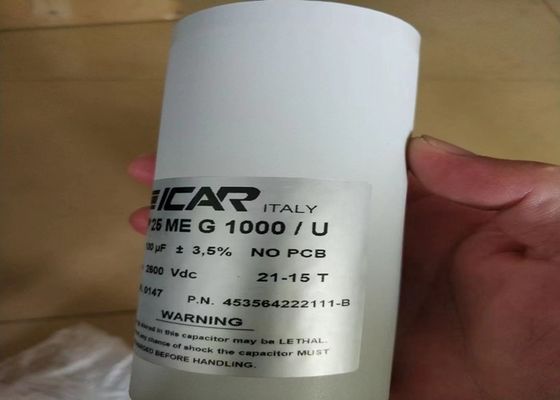 ICAR ITALY
ME G 1000 / U
µF ± 3,5% NO PCB
2600 Vdc 21-15 T
.0147 P.N. 453564222111-B
WARNING
stored in this capacitor may be LETHAL.
any chance of shock the capacitor MUST
BEFORE HANDLING.